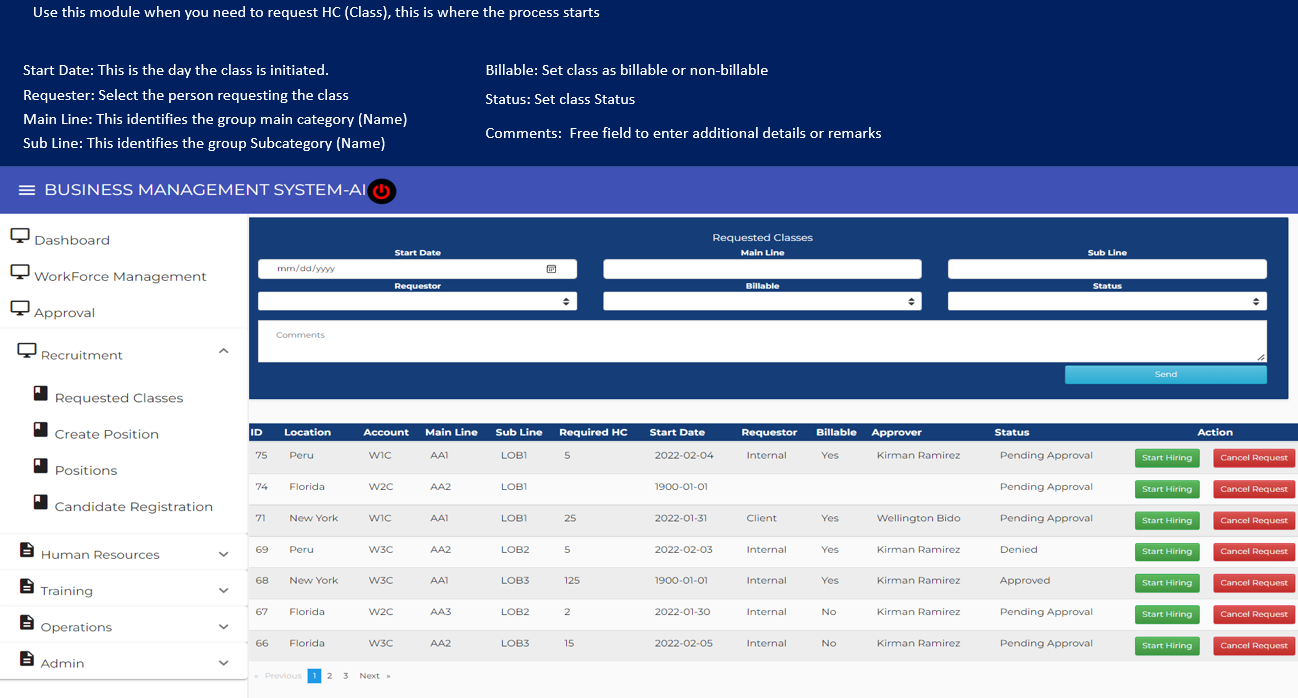 Use this module when you need to request HC (Class), this is where the process starts
Start Date: This is the day the class is initiated.
Requester: Select the person requesting the class
Main Line: This identifies the group main category (Name)
Sub Line: This identifies the group Subcategory (Name)
Billable: Set class as billable or non-billable
Status: Set class Status
Comments:  Free field to enter additional details or remarks
BUSINESS MANAGEMENT SYSTEM-AI
Dashboard
WorkForce Management
Approval
Recruitment
Requested Classes
Create Position
Positions
Candidate Registration
Human Resources
Training
Operations
Admin
Requested Classes
Start Date Main Line Sub Line
mm/dd/yyyy
Requestor Billable Status
Comments
Send
ID Location Account Main Line Sub Line Required HC Start Date Requestor Billable Approver Status Action
75 Peru W1C AA1 LOB1 5 2022-02-04 Internal Yes Kirman Ramirez Pending Approval Start Hiring Cancel Request
74 Florida W2C AA2 LOB1 1900-01-01 Pending Approval Start Hiring Cancel Request
71 New York W1C AA1 LOB1 25 2022-01-31 Client Yes Wellington Bido Pending Approval Start Hiring Cancel Request
69 Peru W3C AA2 LOB2 5 2022-02-03 Internal Yes Kirman Ramirez Denied Start Hiring Cancel Request
68 New York W3C AA1 LOB3 125 1900-01-01 Internal Yes Kirman Ramirez Approved Start Hiring Cancel Request
67 Florida W2C AA3 LOB2 2 2022-01-30 Internal No Kirman Ramirez Pending Approval Start Hiring Cancel Request
66 Florida W3C AA2 LOB3 15 2022-02-05 Internal No Kirman Ramirez Pending Approval Start Hiring Cancel Request
« Previous 1 2 3 Next »